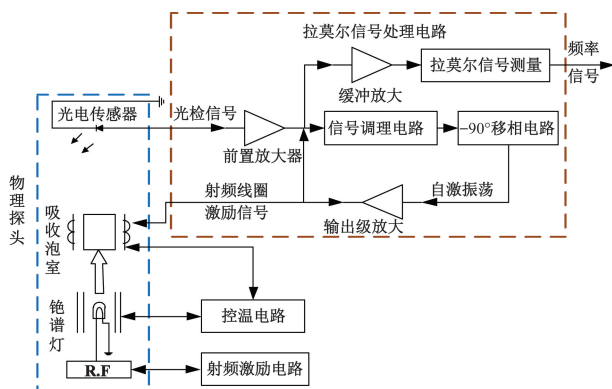 拉莫尔信号处理电路
拉莫尔信号测量
频率
信号
缓冲放大
光电传感器
光检信号
前置放大器
信号调理电路
-90°移相电路
射频线圈
激励信号
自激振荡
输出级放大
物理探头
吸收泡室
铯谱灯
控温电路
R.F
射频激励电路